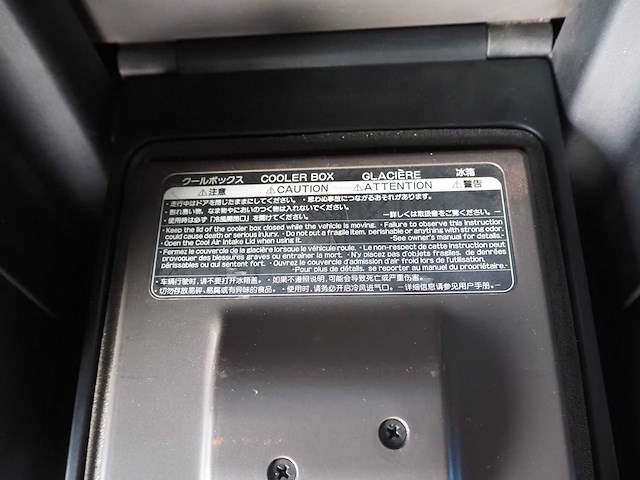 クールボックス COOLER BOX GLACIÈRE 冰箱
⚠注意 ⚠CAUTION ⚠ATTENTION ⚠警告
・走行中はドアを閉じたままにしてください。・思わぬ事故につながるおそれがあります。
・割れ易い物、なま物やにおいのつく物は入れないでください。
・使用時は必ず「冷風開閉口」を開けてください。 ー詳しくは取扱書をご覧ください。ー
・Keep the lid of the cooler box closed while the vehicle is moving. ・Failure to observe this instruction
could cause death or serious injury. ・Do not put a fragile item, perishable or anything with strong odor.
・Open the Cool Air Intake Lid when using it. -See owner's manual for details.-
・Fermez le couvercle de la glacière lorsque le véhicule roule. ・Le non-respect de cette instruction peut
provoquer des blessures graves ou entraîner la mort. ・N'y placez pas d'objets fragiles, de denrées
périssables ou qui sentent fort. ・Ouvrez le couvercle d'admission d'air froid lors de l'utilisation.
-Pour plus de détails, se reporter au manuel du propriétaire.-
・车辆行驶时,请不要打开冰箱盖。・如果不遵照说明,可能会导致死亡或严重伤害。
・切勿存放易碎、易腐或有异味的食品。・使用时,请务必开启冷风进气口。-详细信息请参见用户手册。-